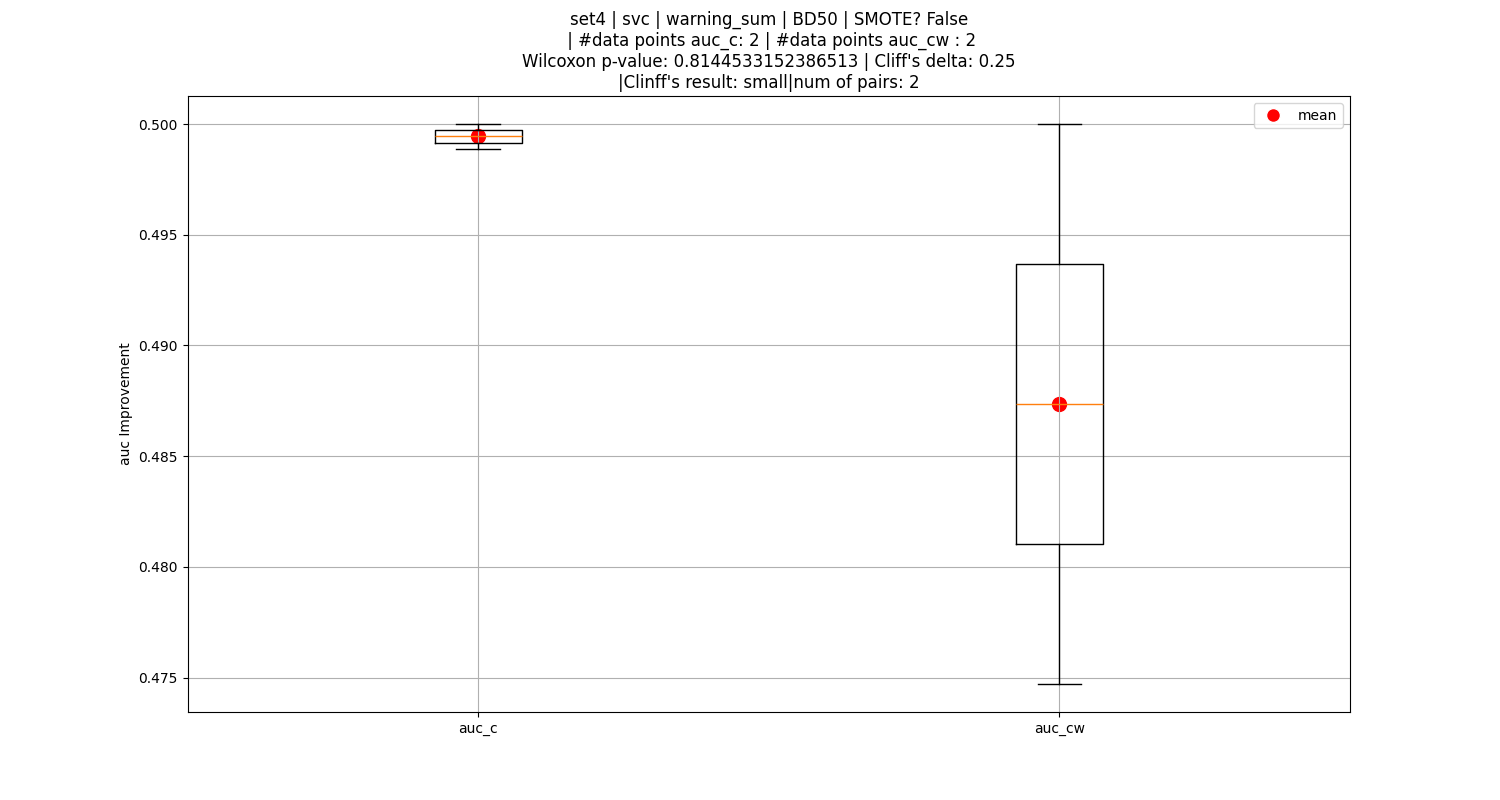 set4 | svc | warning_sum | BD50 | SMOTE? False
| #data points auc_c: 2 | #data points auc_cw : 2
Wilcoxon p-value: 0.8144533152386513 | Cliff's delta: 0.25
|Clinff's result: small|num of pairs: 2
mean
0.500
0.495
0.490
0.485
0.480
0.475
auc Improvement
auc_c
auc_cw